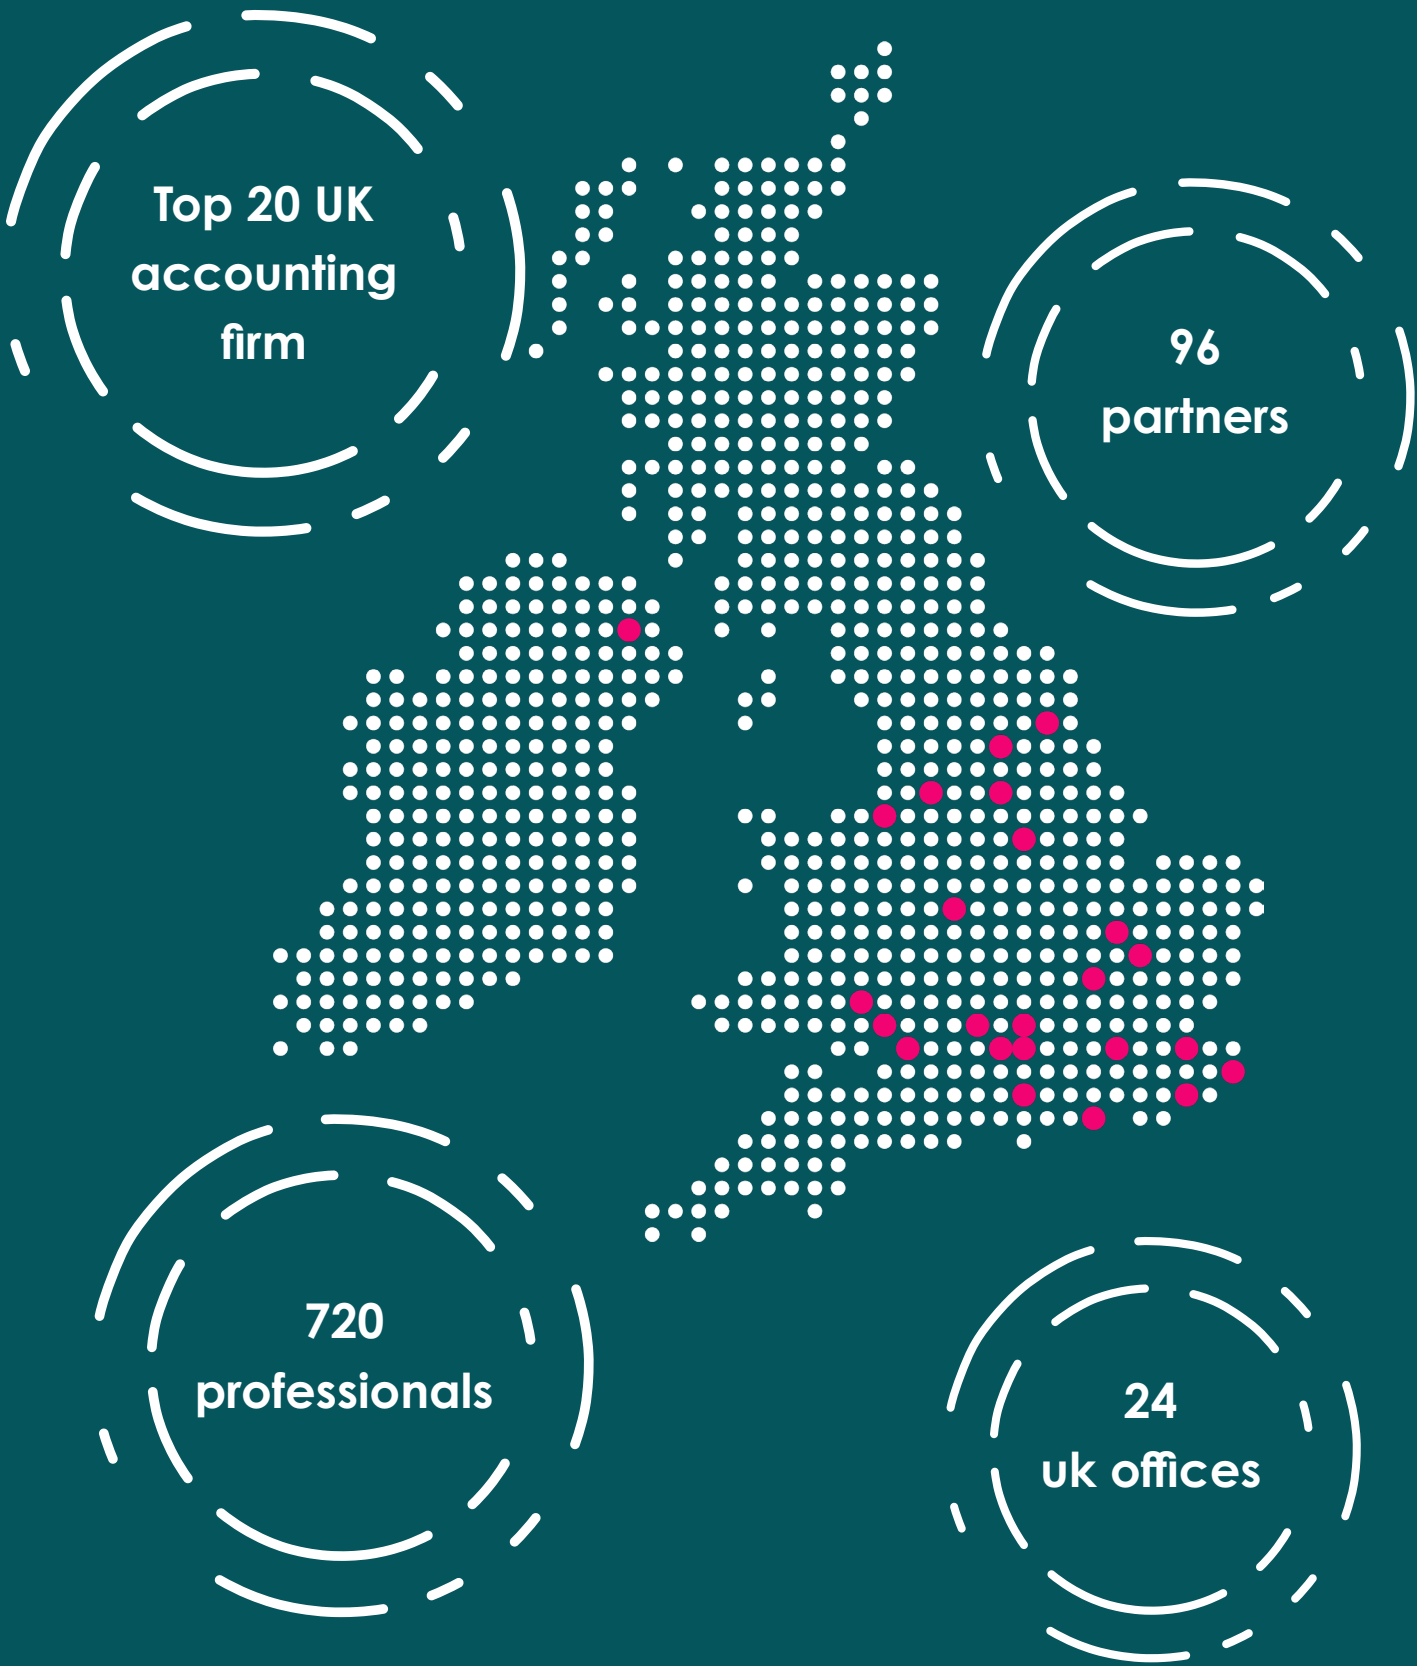 Top 20 UK
accounting
firm
96
partners
720
professionals
24
uk offices